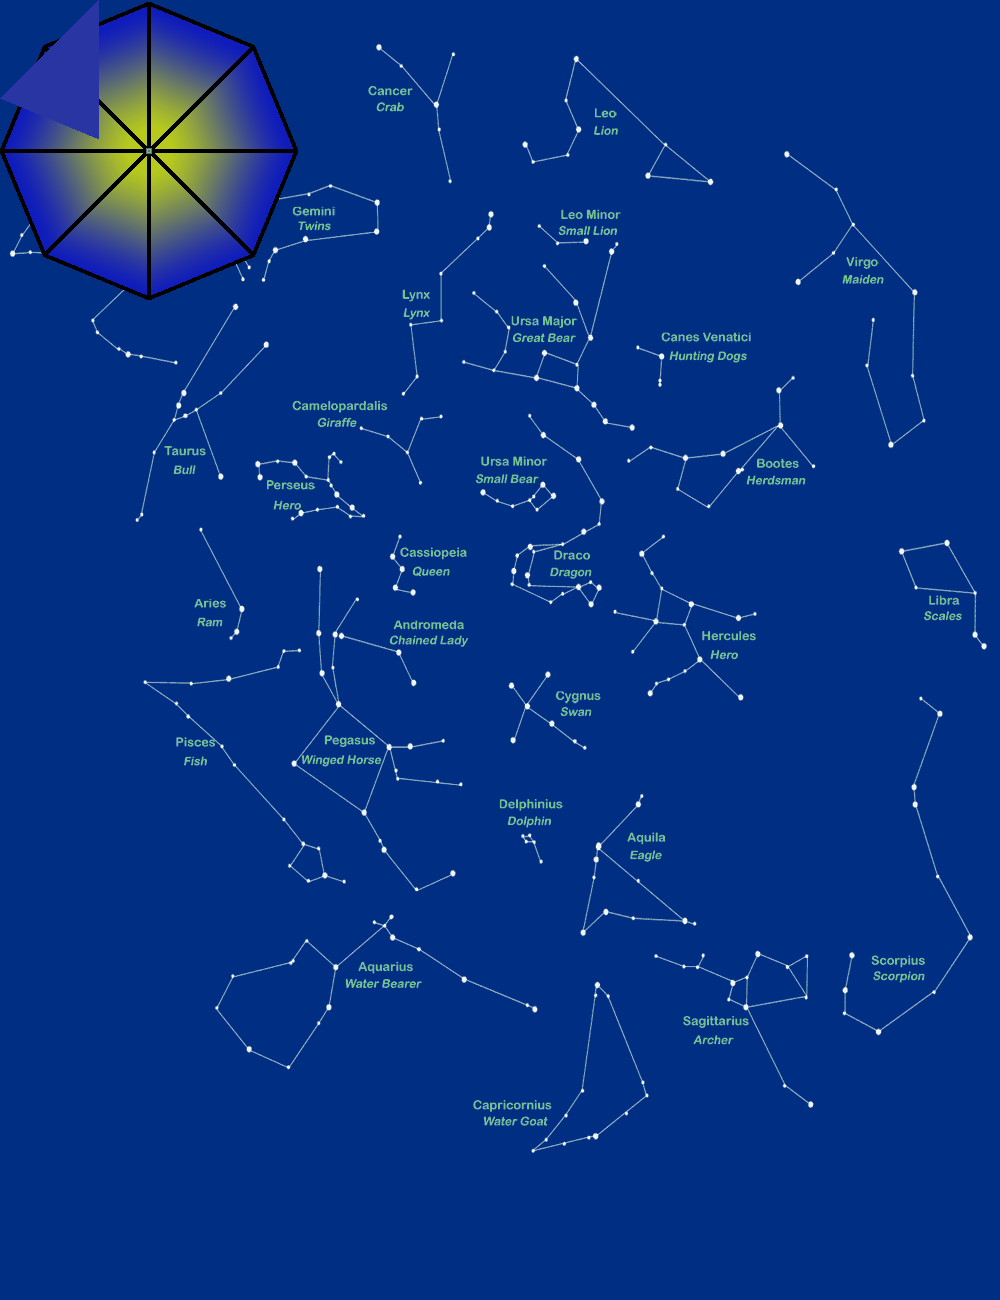 Cancer
Crab
Leo
Lion
Gemini
Twins
Leo Minor
Small Lion
Virgo
Maiden
Lynx
Lynx
Ursa Major
Great Bear
Canes Venatici
Hunting Dogs
Camelopardalis
Giraffe
Taurus
Bull
Perseus
Hero
Ursa Minor
Small Bear
Bootes
Herdsman
Cassiopeia
Queen
Draco
Dragon
Aries
Ram
Andromeda
Chained Lady
Hercules
Hero
Libra
Scales
Cygnus
Swan
Pisces
Fish
Pegasus
Winged Horse
Delphinius
Dolphin
Aquila
Eagle
Aquarius
Water Bearer
Scorpius
Scorpion
Sagittarius
Archer
Capricornius
Water Goat